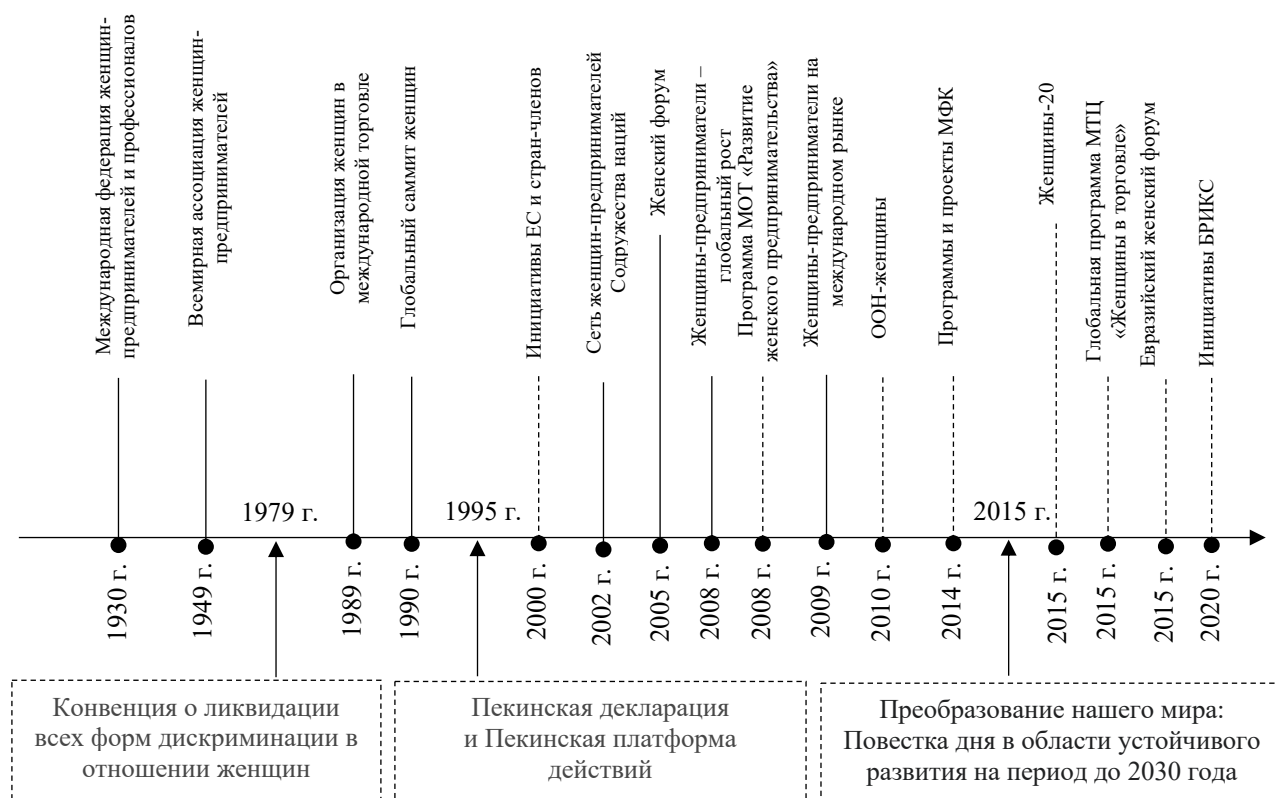 Международная федерация женщин-
предпринимателей и профессионалов
Всемирная ассоциация женщин-
предпринимателей
Организация женщин в
международной торговле
Глобальный саммит женщин
Инициативы ЕС и стран-членов
Сеть женщин-предпринимателей
Содружества наций
Женский форум
Женщины-предприниматели –
глобальный рост
Программа МОТ «Развитие
женского предпринимательства»
Женщины-предприниматели на
международном рынке
ООН-женщины
Программы и проекты МФК
Женщины-20
Глобальная программа МТЦ
«Женщины в торговле»
Евразийский женский форум
Инициативы БРИКС
1979 г.
1995 г.
2015 г.
1930 г.
1949 г.
1989 г.
1990 г.
2000 г.
2002 г.
2005 г.
2008 г.
2008 г.
2009 г.
2010 г.
2014 г.
2015 г.
2015 г.
2015 г.
2020 г.
Конвенция о ликвидации
всех форм дискриминации в
отношении женщин
Пекинская декларация
и Пекинская платформа
действий
Преобразование нашего мира:
Повестка дня в области устойчивого
развития на период до 2030 года